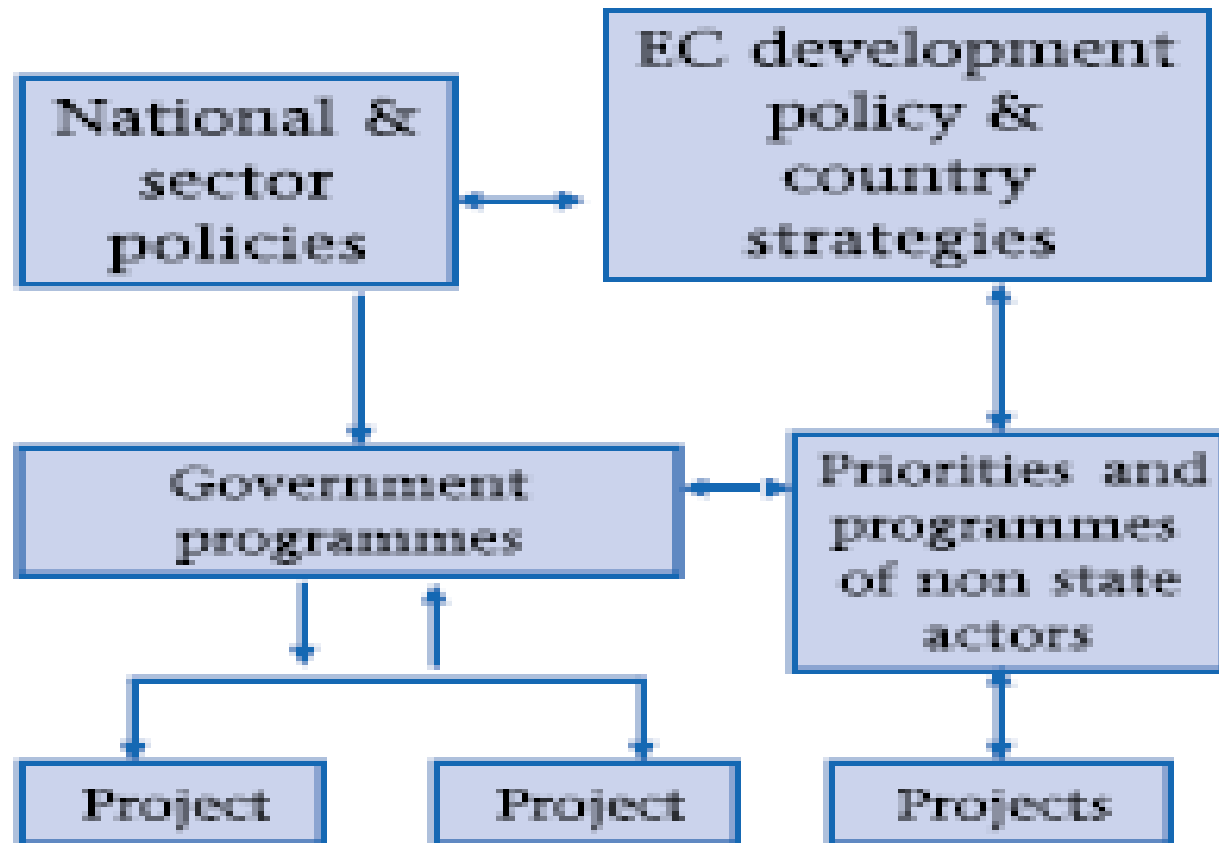 National &
sector
policies
EC development
policy &
country
strategies
Government
programmes
Priorities and
programmes
of non state
actors
Project
Project
Projects